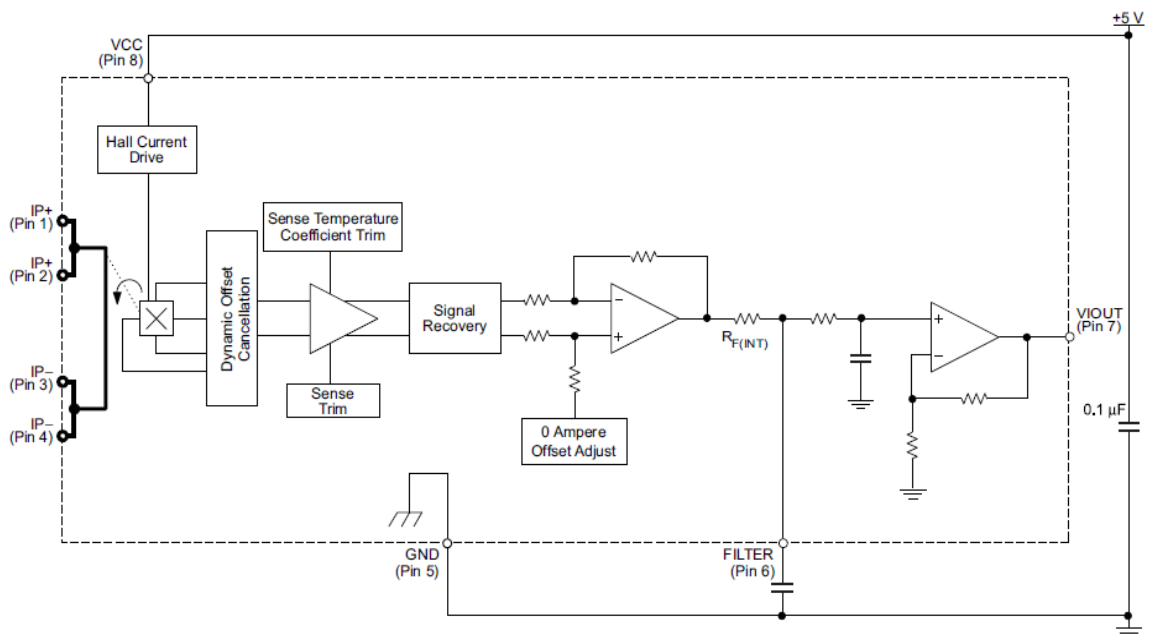 +5 V
VCC
(Pin 8)
Hall Current
Drive
IP+
(Pin 1)
IP+
(Pin 2)
IP−
(Pin 3)
IP−
(Pin 4)
Dynamic Offset
Cancellation
Sense Temperature
Coefficient Trim
Sense
Trim
Signal
Recovery
0 Ampere
Offset Adjust
−
+
RF(INT)
+
−
VIOUT
(Pin 7)
0.1 µF
GND
(Pin 5)
FILTER
(Pin 6)